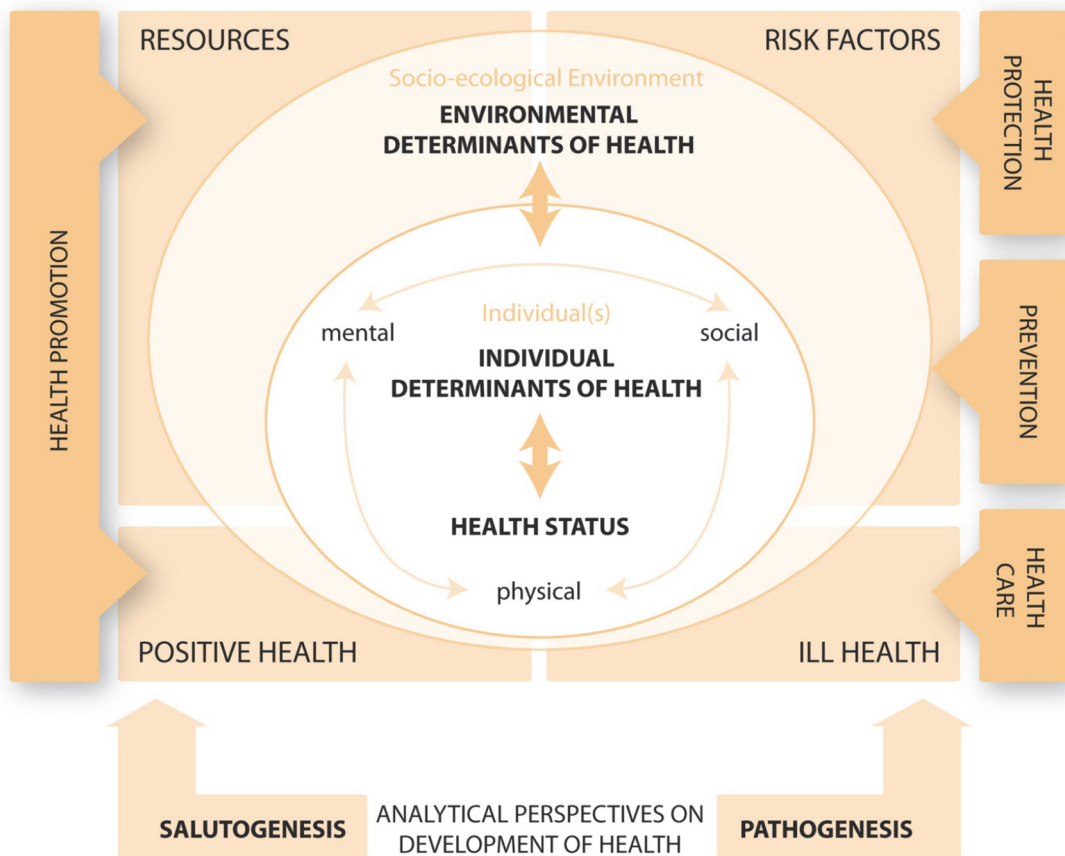 RESOURCES
RISK FACTORS
HEALTH PROMOTION
Socio-ecological Environment
ENVIRONMENTAL
DETERMINANTS OF HEALTH
HEALTH
PROTECTION
mental
Individual(s)
social
INDIVIDUAL
DETERMINANTS OF HEALTH
PREVENTION
HEALTH STATUS
physical
HEALTH
CARE
POSITIVE HEALTH
ILL HEALTH
SALUTOGENESIS
ANALYTICAL PERSPECTIVES ON
DEVELOPMENT OF HEALTH
PATHOGENESIS